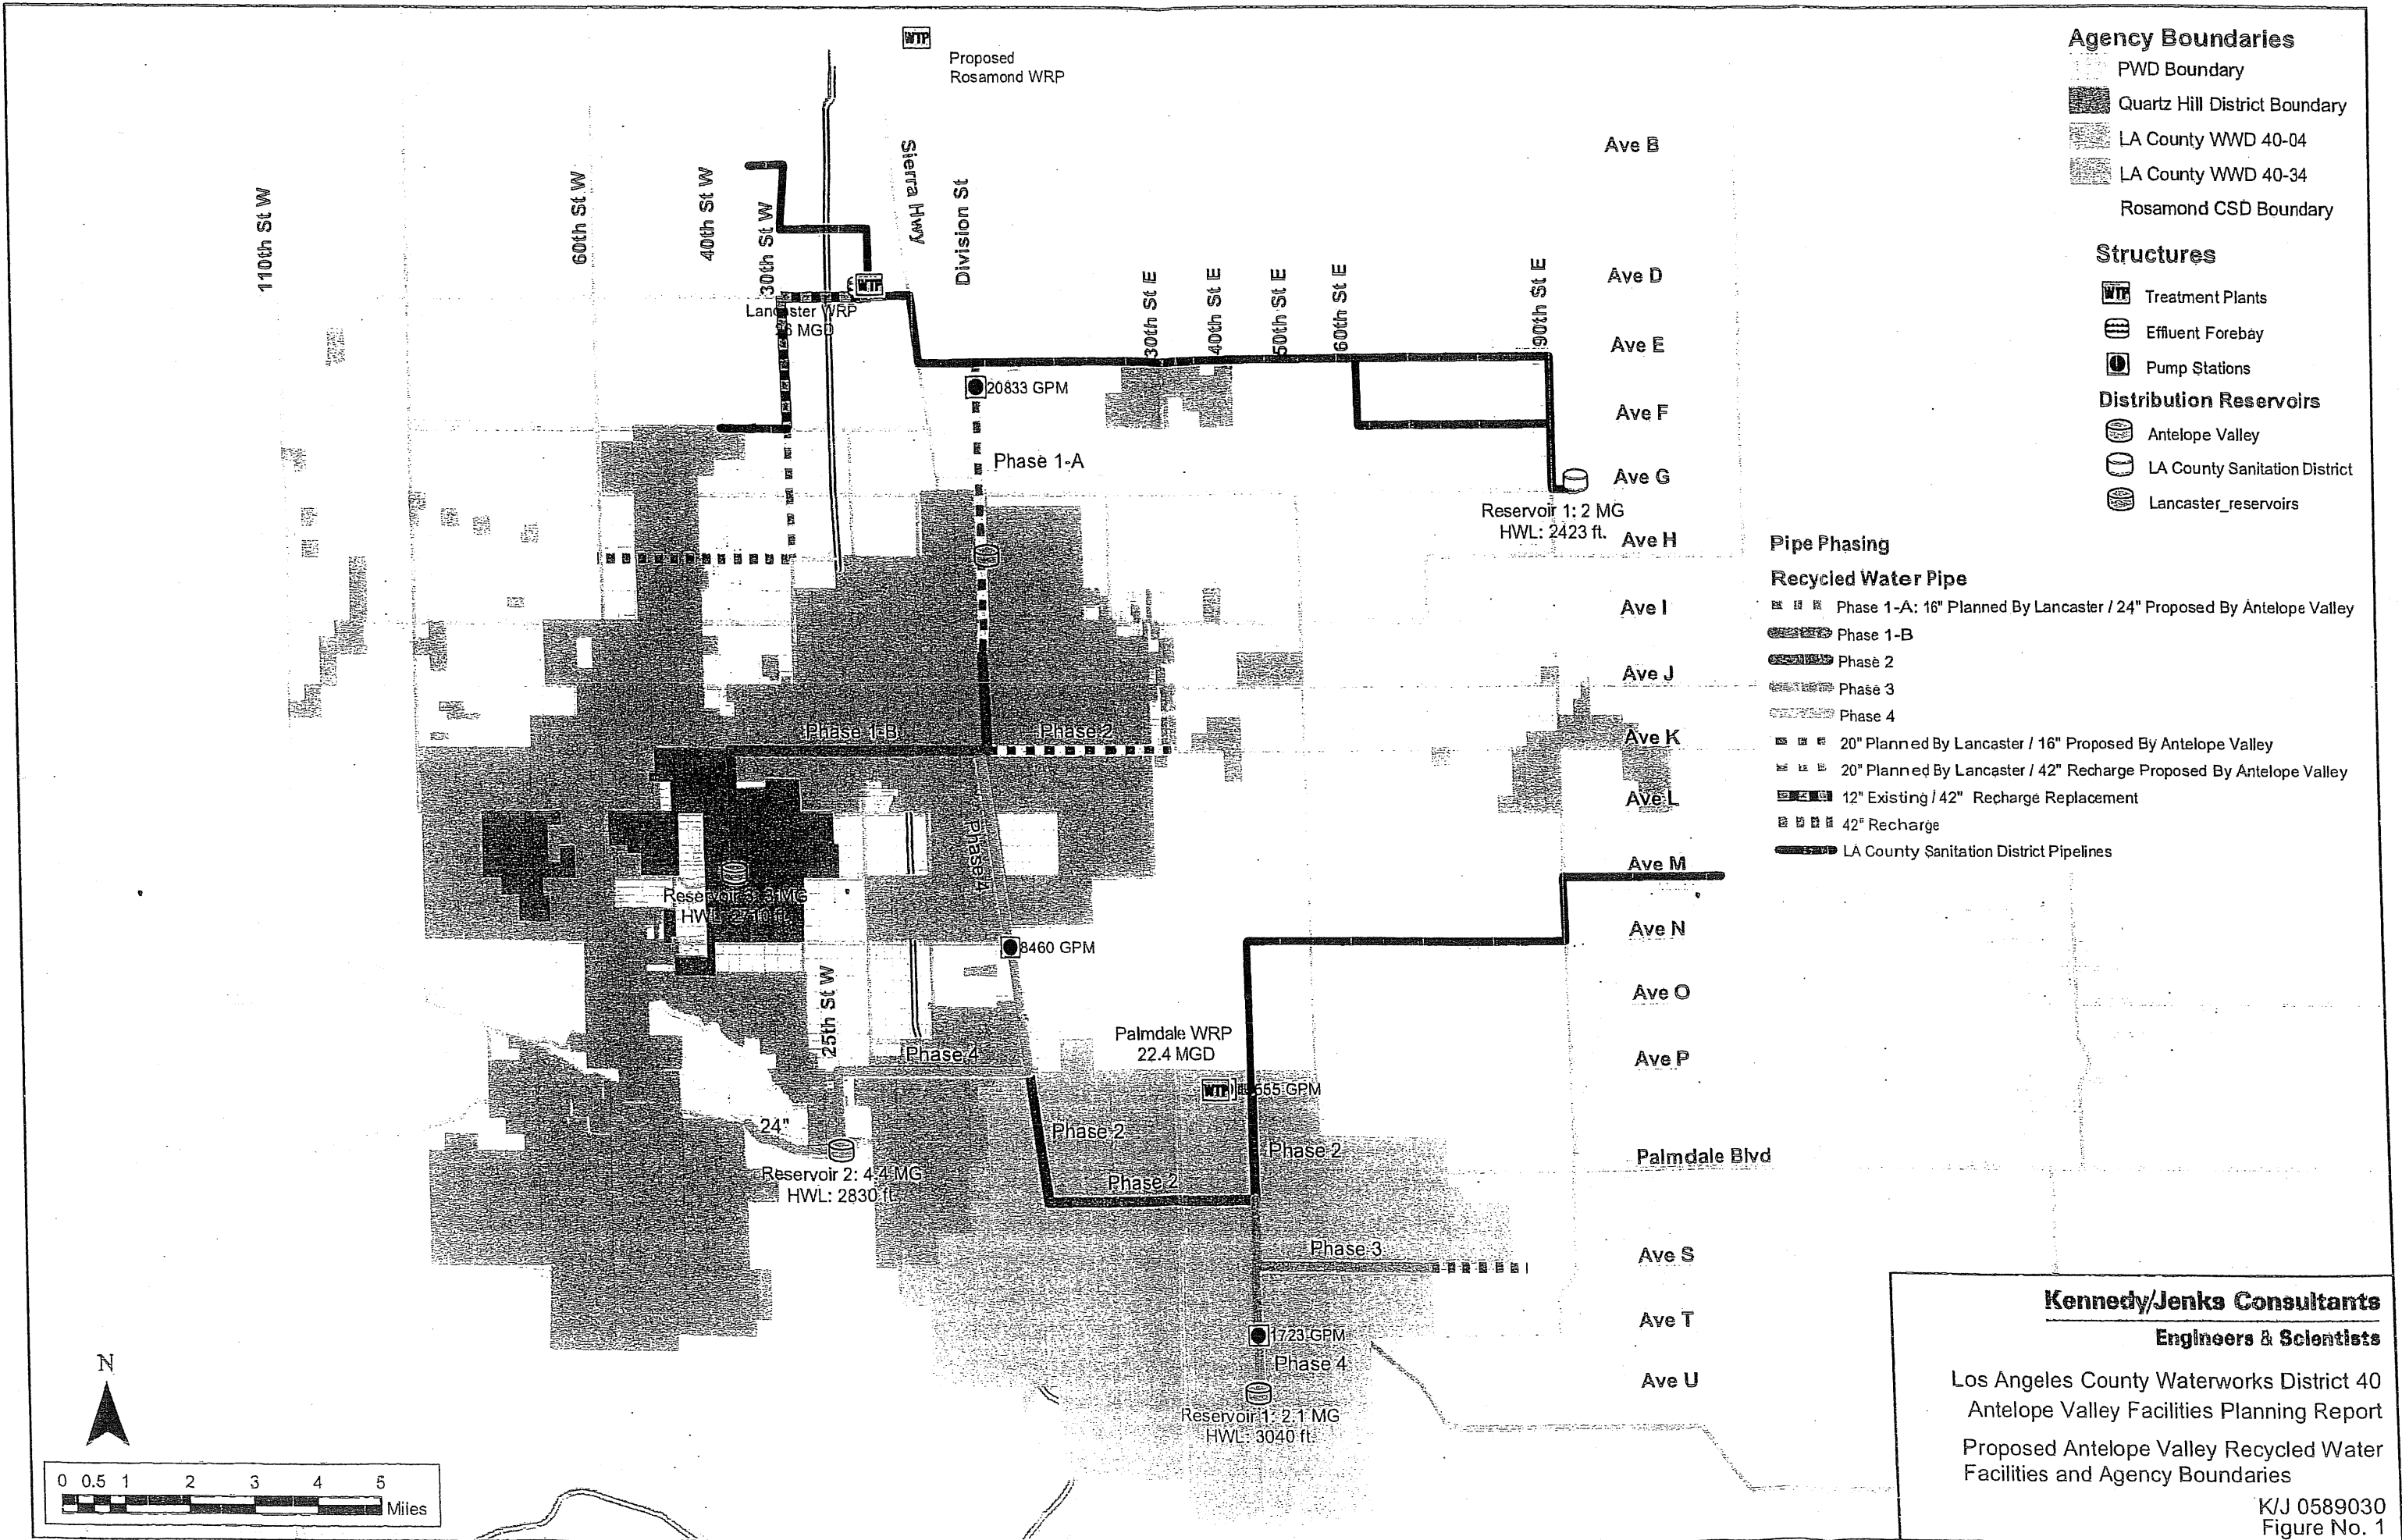 WTP
Proposed
Rosamond WRP
Agency Boundaries
PWD Boundary
Quartz Hill District Boundary
LA County WWD 40-04
LA County WWD 40-34
Rosamond CSD Boundary
Structures
WTP Treatment Plants
Effluent Forebay
Pump Stations
Distribution Reservoirs
Antelope Valley
LA County Sanitation District
Lancaster_reservoirs
Pipe Phasing
Recycled Water Pipe
Phase 1-A: 16" Planned By Lancaster / 24" Proposed By Antelope Valley
Phase 1-B
Phase 2
Phase 3
Phase 4
20" Planned By Lancaster / 16" Proposed By Antelope Valley
20" Planned By Lancaster / 42" Recharge Proposed By Antelope Valley
12" Existing / 42" Recharge Replacement
42" Recharge
LA County Sanitation District Pipelines
110th St W
60th St W
40th St W
30th St W
Sierra Hwy
Division St
30th St E
40th St E
50th St E
60th St E
90th St E
Ave B
Ave D
Ave E
Ave F
Ave G
Ave H
Ave I
Ave J
Ave K
Ave L
Ave M
Ave N
Ave O
Ave P
Palmdale Blvd
Ave S
Ave T
Ave U
WTP
Lancaster WRP
MGD
20833 GPM
Phase 1-A
Reservoir 1: 2 MG
HWL: 2423 ft.
Phase 1-B
Phase 2
Phase 4
Reservoir 3: 3 MG
HWL: 2710 ft.
8460 GPM
25th St W
Phase 4
Palmdale WRP
22.4 MGD
WTP
GPM
24"
Phase 2
Phase 2
Phase 2
Reservoir 2: 4.4 MG
HWL: 2830 ft.
Phase 3
1723 GPM
Phase 4
Reservoir 1: 2.1 MG
HWL: 3040 ft.
N
0 0.5 1 2 3 4 5
Miles
Kennedy/Jenks Consultants
Engineers & Scientists
Los Angeles County Waterworks District 40
Antelope Valley Facilities Planning Report
Proposed Antelope Valley Recycled Water
Facilities and Agency Boundaries
K/J 0589030
Figure No. 1